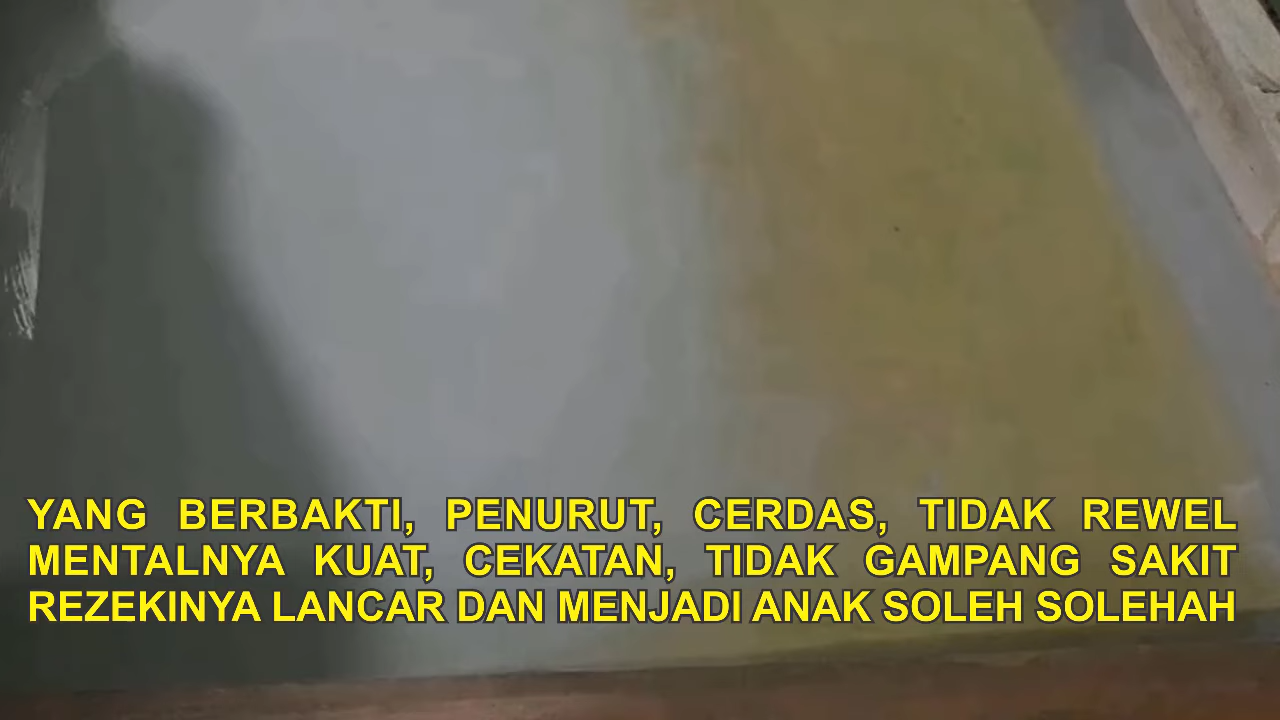 YANG BERBAKTI, PENURUT, CERDAS, TIDAK REWEL
MENTALNYA KUAT, CEKATAN, TIDAK GAMPANG SAKIT
REZEKINYA LANCAR DAN MENJADI ANAK SOLEH SOLEHAH